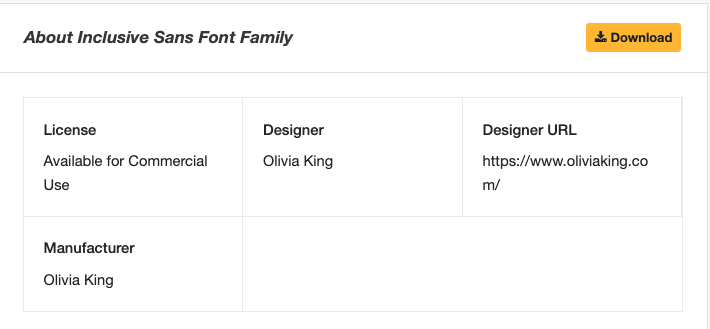 About Inclusive Sans Font Family
Download
License
Available for Commercial
Use
Designer
Olivia King
Designer URL
https://www.oliviaking.co
m/
Manufacturer
Olivia King